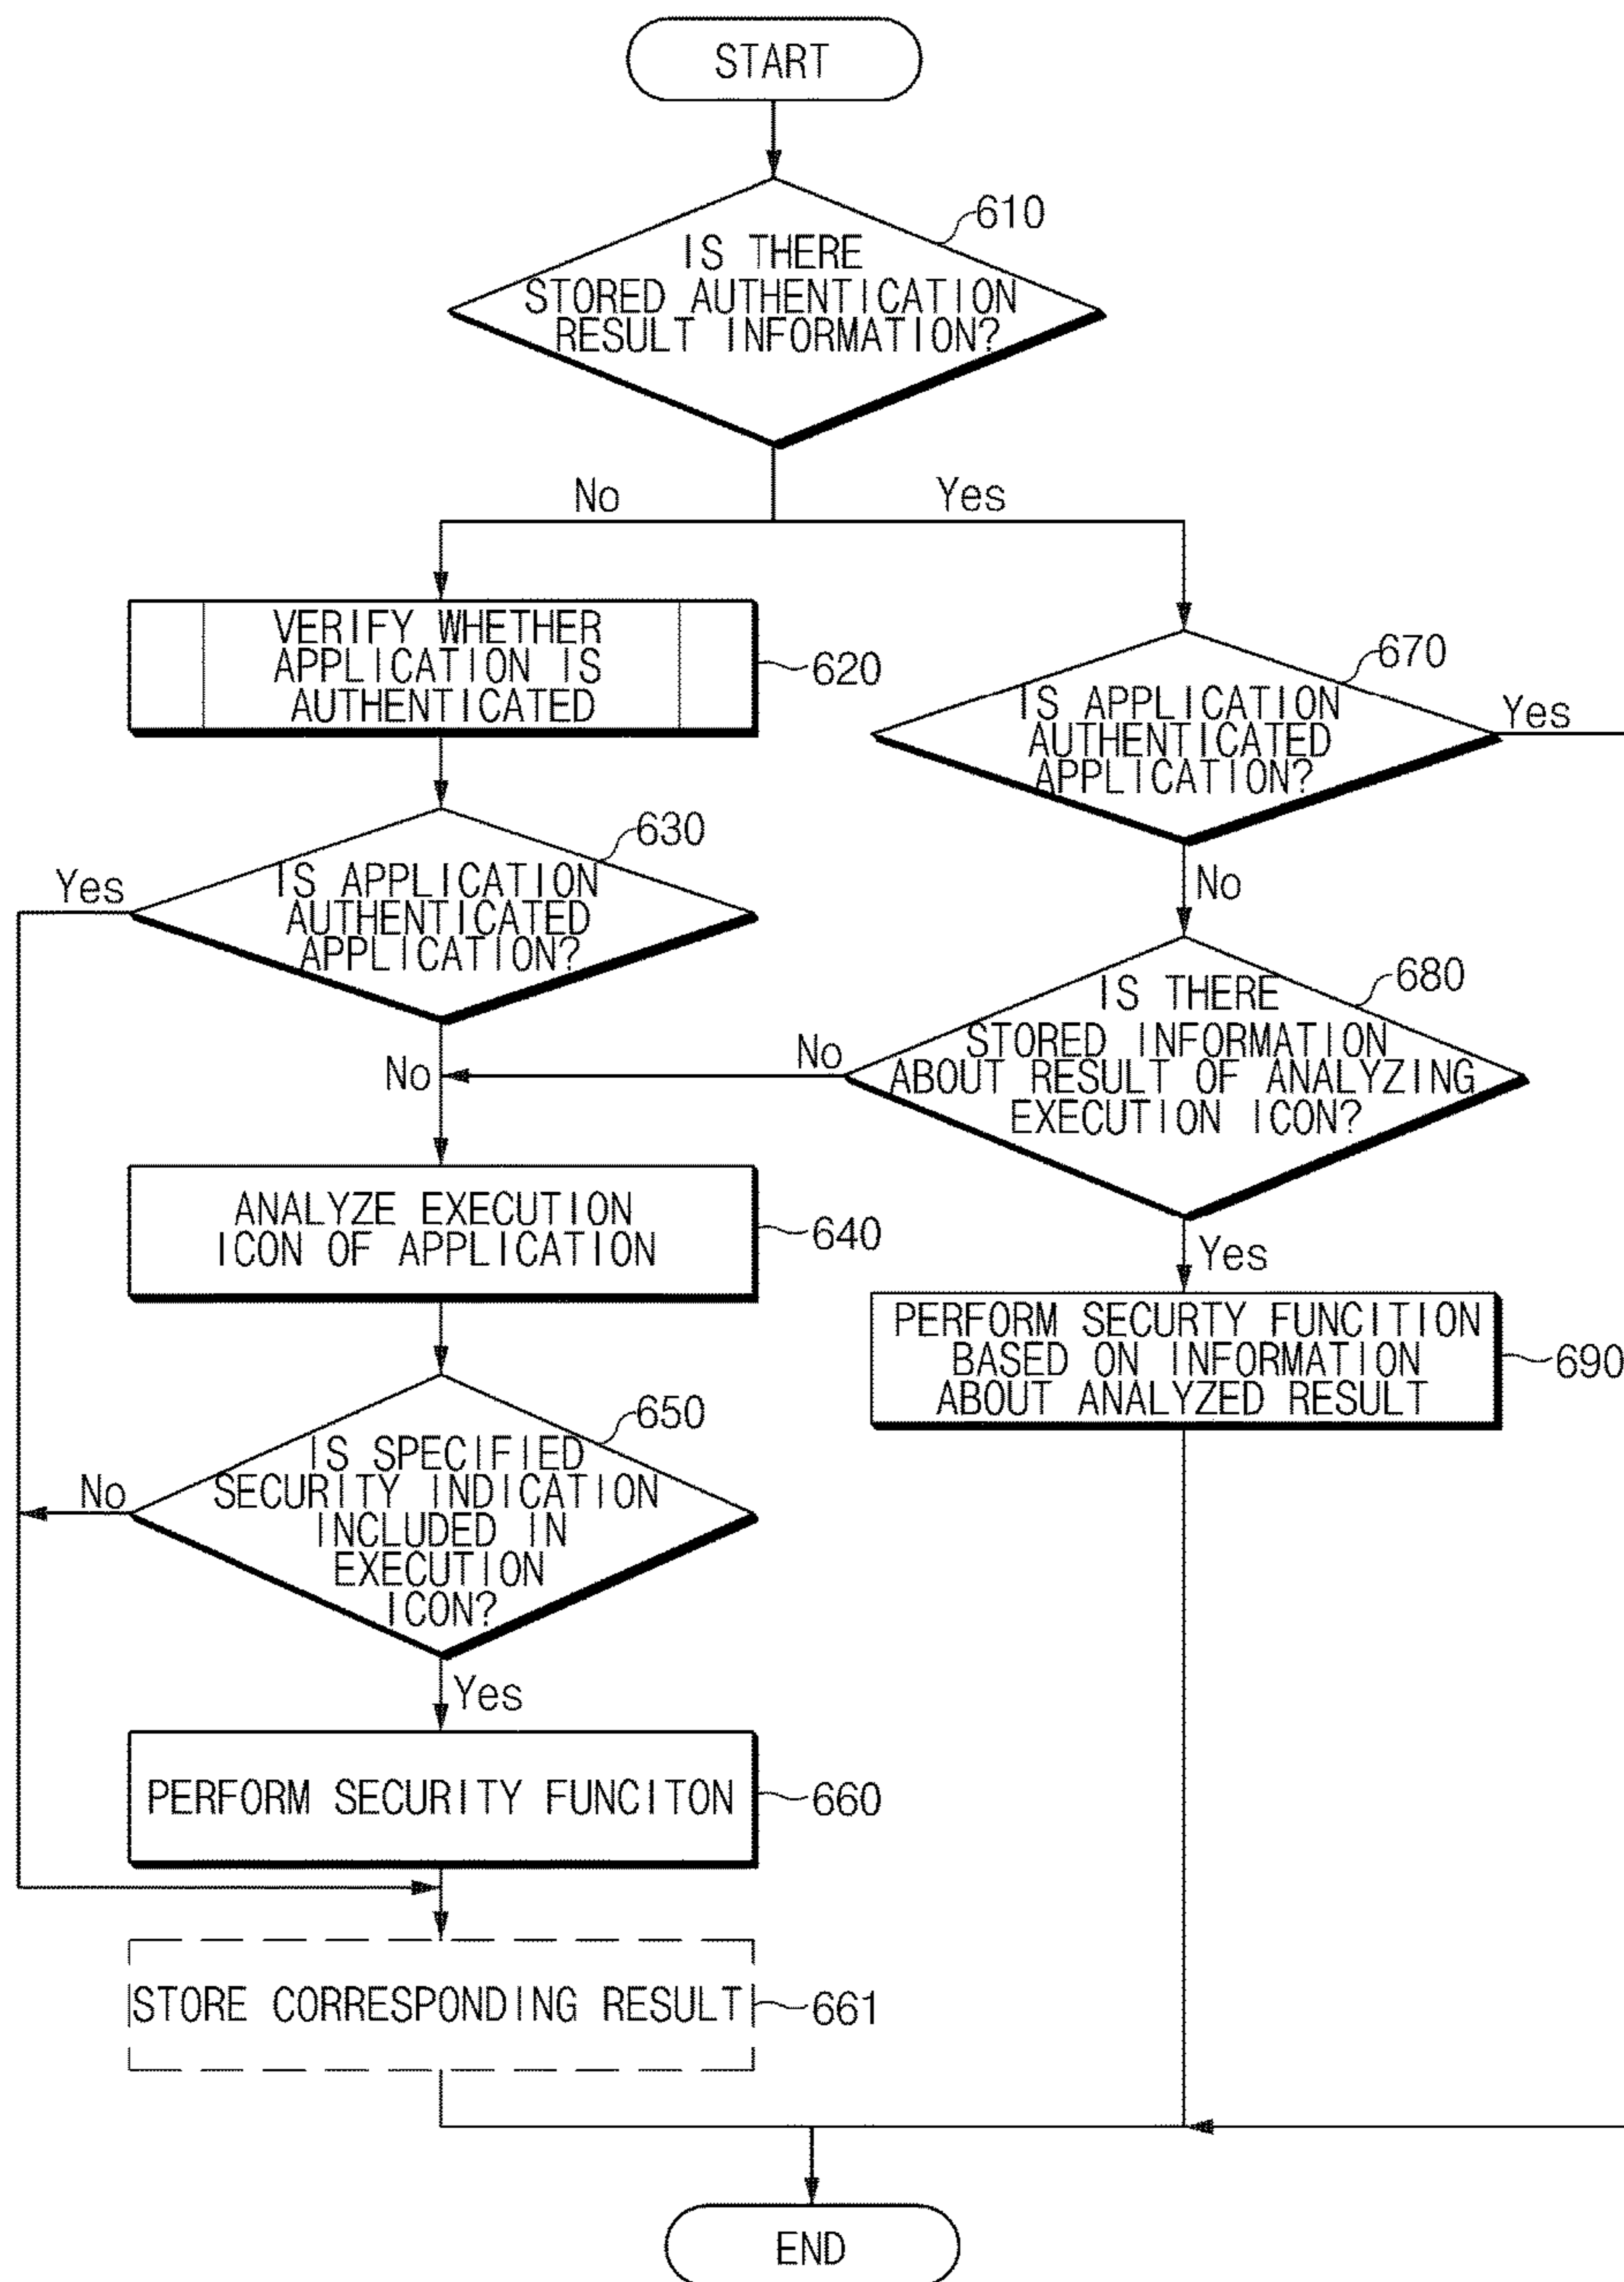 START
610
IS THERE
STORED AUTHENTICATION
RESULT INFORMATION?
No
Yes
VERIFY WHETHER
APPLICATION IS
AUTHENTICATED
620
670
IS APPLICATION
AUTHENTICATED
APPLICATION?
Yes
No
630
IS APPLICATION
AUTHENTICATED
APPLICATION?
Yes
No
680
IS THERE
STORED INFORMATION
ABOUT RESULT OF ANALYZING
EXECUTION ICON?
No
Yes
ANALYZE EXECUTION
ICON OF APPLICATION
640
PERFORM SECURTY FUNCITION
BASED ON INFORMATION
ABOUT ANALYZED RESULT
690
650
IS SPECIFIED
SECURITY INDICATION
INCLUDED IN
EXECUTION
ICON?
No
Yes
PERFORM SECURITY FUNCITON
660
STORE CORRESPONDING RESULT
661
END